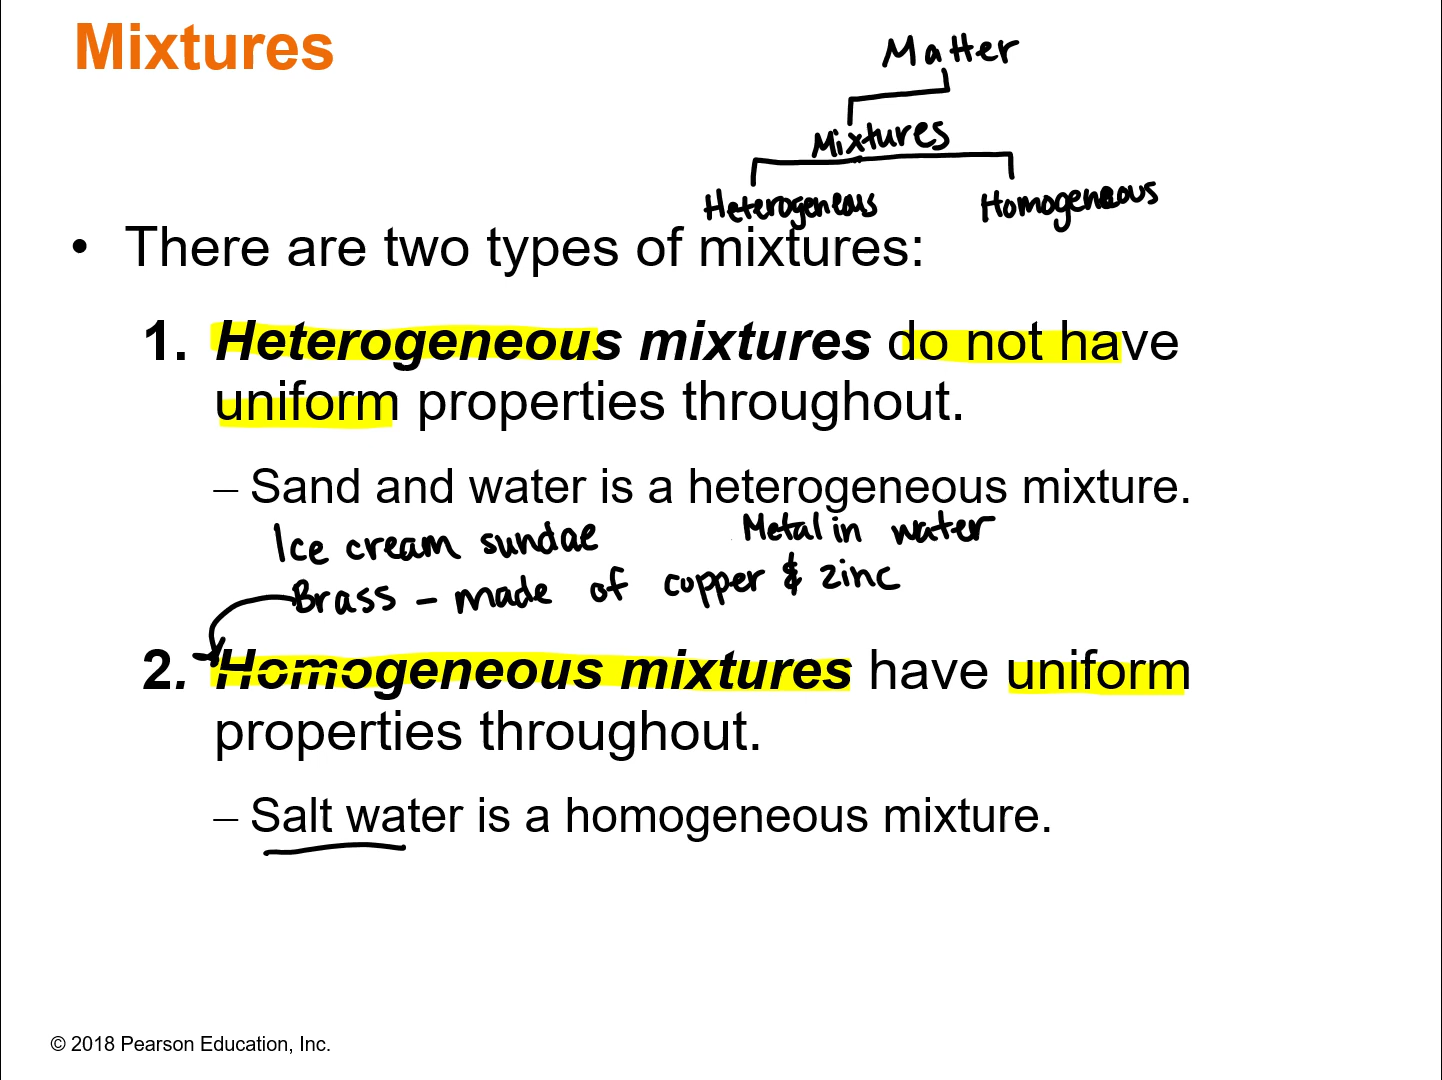 Mixtures
Matter
Mixtures
Heterogeneous Homogeneous
• There are two types of mixtures:
1. Heterogeneous mixtures do not have
uniform properties throughout.
– Sand and water is a heterogeneous mixture.
Ice cream sundae Metal in water
Brass – made of copper & zinc
2. Homogeneous mixtures have uniform
properties throughout.
– Salt water is a homogeneous mixture.
© 2018 Pearson Education, Inc.